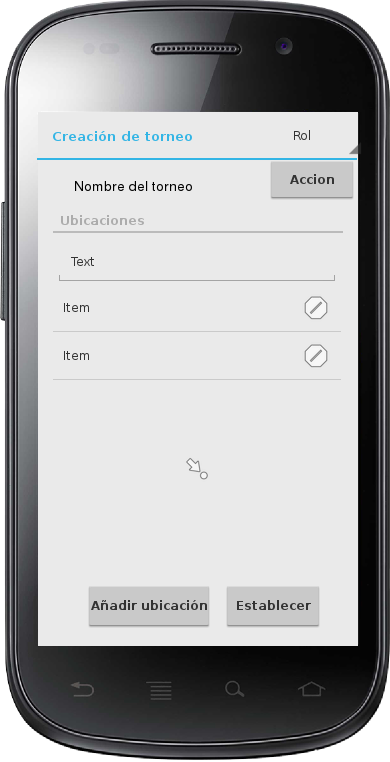 Creación de torneo
Rol
Nombre del torneo
Accion
Ubicaciones
Text
Item
Item
Añadir ubicación
Establecer